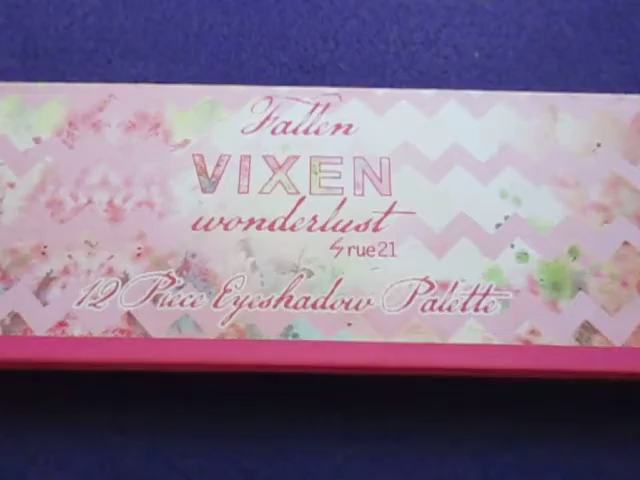 Fallen
VIXEN
wonderlust
rue21
12 Piece Eyeshadow Palette